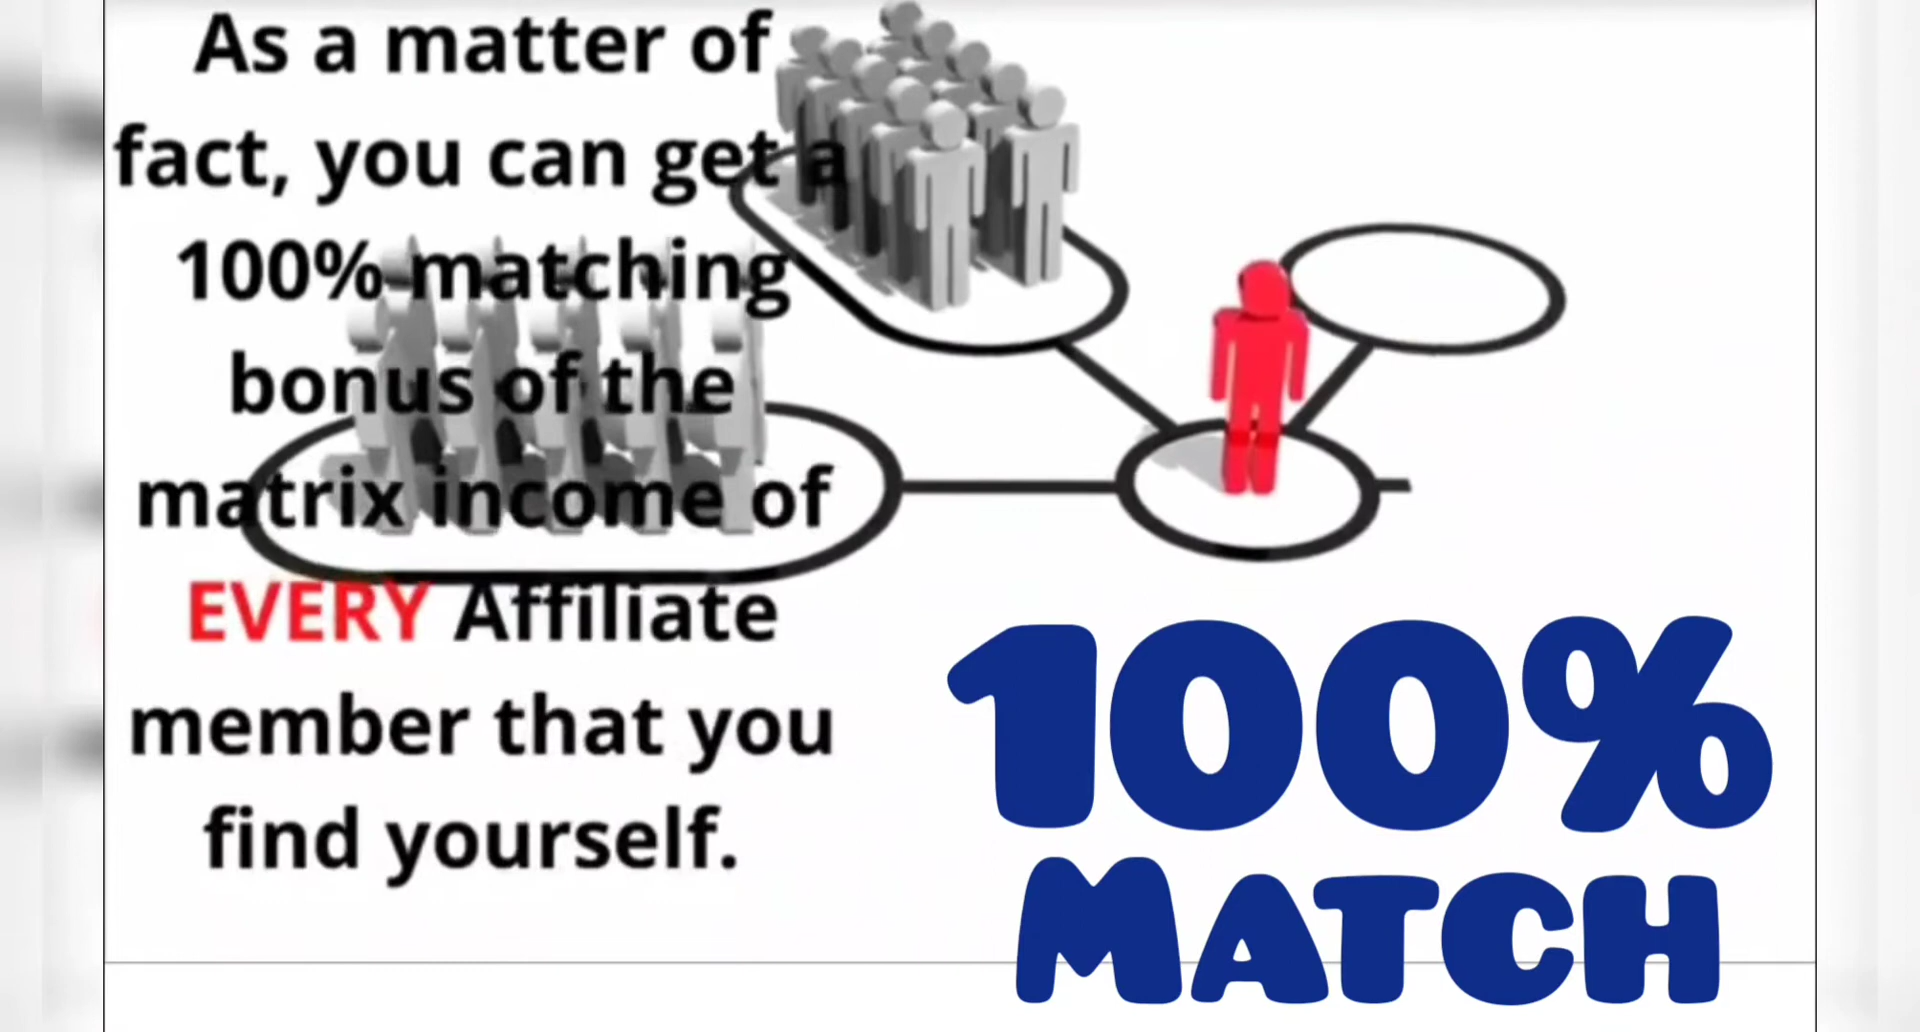 As a matter of
fact, you can get a
100% matching
bonus of the
matrix income of
EVERY Affiliate
member that you
find yourself.
100%
MATCH